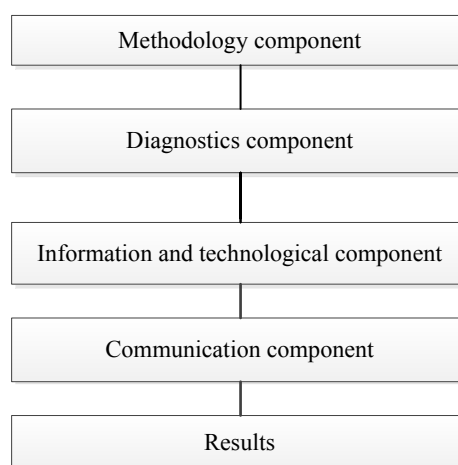 Methodology component
Diagnostics component
Information and technological component
Communication component
Results